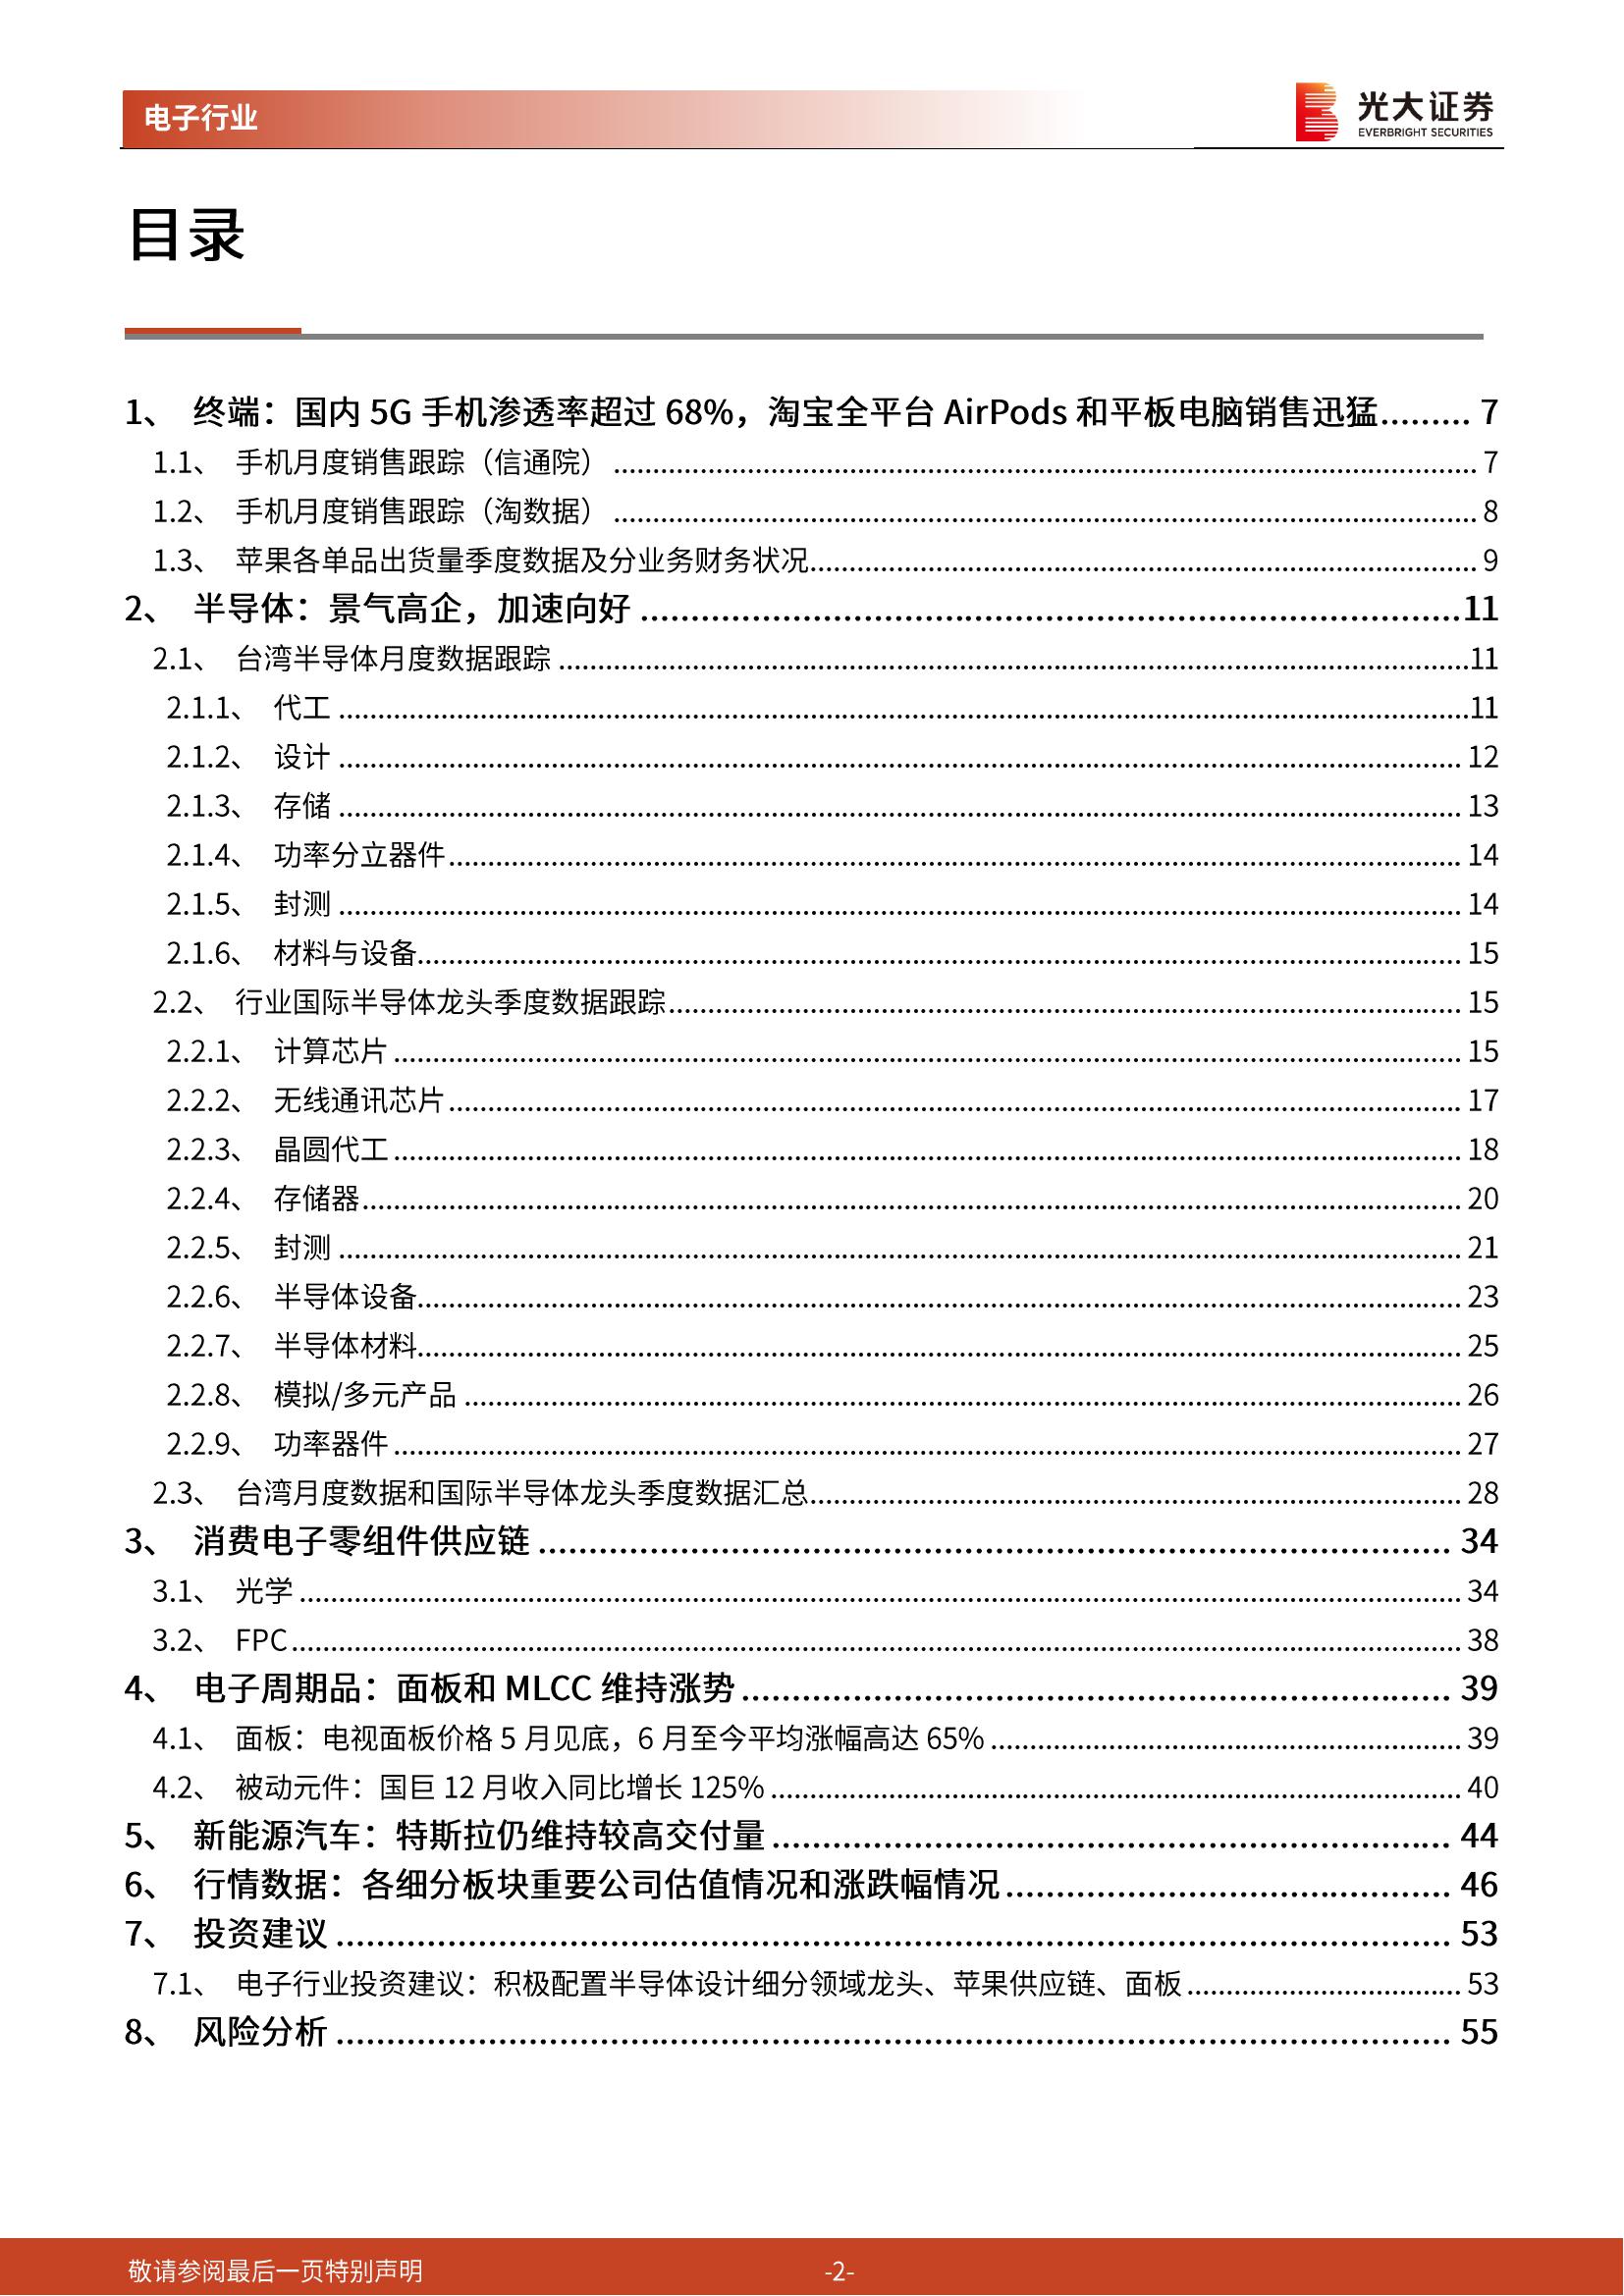 电子行业
光大证券
EVERBRIGHT SECURITIES
目录
1、 终端：国内 5G 手机渗透率超过 68%，淘宝全平台 AirPods 和平板电脑销售迅猛......... 7
1.1、 手机月度销售跟踪（信通院） ......... 7
1.2、 手机月度销售跟踪（淘数据） ......... 8
1.3、 苹果各单品出货量季度数据及分业务财务状况......... 9
2、 半导体：景气高企，加速向好 .........11
2.1、 台湾半导体月度数据跟踪 .........11
2.1.1、 代工 .........11
2.1.2、 设计 ......... 12
2.1.3、 存储 ......... 13
2.1.4、 功率分立器件......... 14
2.1.5、 封测 ......... 14
2.1.6、 材料与设备......... 15
2.2、 行业国际半导体龙头季度数据跟踪......... 15
2.2.1、 计算芯片 ......... 15
2.2.2、 无线通讯芯片......... 17
2.2.3、 晶圆代工 ......... 18
2.2.4、 存储器......... 20
2.2.5、 封测 ......... 21
2.2.6、 半导体设备......... 23
2.2.7、 半导体材料......... 25
2.2.8、 模拟/多元产品 ......... 26
2.2.9、 功率器件 ......... 27
2.3、 台湾月度数据和国际半导体龙头季度数据汇总......... 28
3、 消费电子零组件供应链 ......... 34
3.1、 光学 ......... 34
3.2、 FPC......... 38
4、 电子周期品：面板和 MLCC 维持涨势 ......... 39
4.1、 面板：电视面板价格 5 月见底，6 月至今平均涨幅高达 65% ......... 39
4.2、 被动元件：国巨 12 月收入同比增长 125% ......... 40
5、 新能源汽车：特斯拉仍维持较高交付量 ......... 44
6、 行情数据：各细分板块重要公司估值情况和涨跌幅情况......... 46
7、 投资建议 ......... 53
7.1、 电子行业投资建议：积极配置半导体设计细分领域龙头、苹果供应链、面板 ......... 53
8、 风险分析 ......... 55
敬请参阅最后一页特别声明
-2-